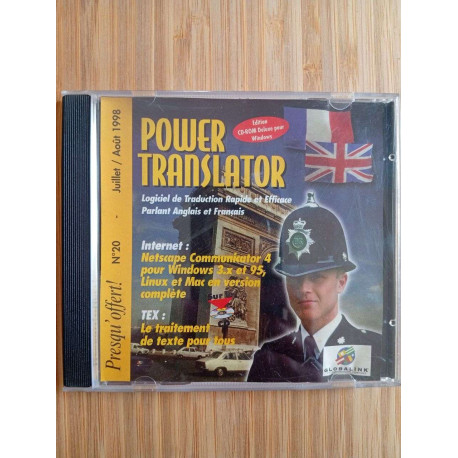 Presqu'offert! N°20 - Juillet / Août 1998
Edition
CD-ROM Deluxe pour
Windows
POWER
TRANSLATOR
Logiciel de Traduction Rapide et Efficace
Parlant Anglais et Français
Internet :
Netscape Communicator 4
pour Windows 3.x et 95,
Linux et Mac en version
complète
Sur
TEX :
Le traitement
de texte pour tous
GLOBALINK